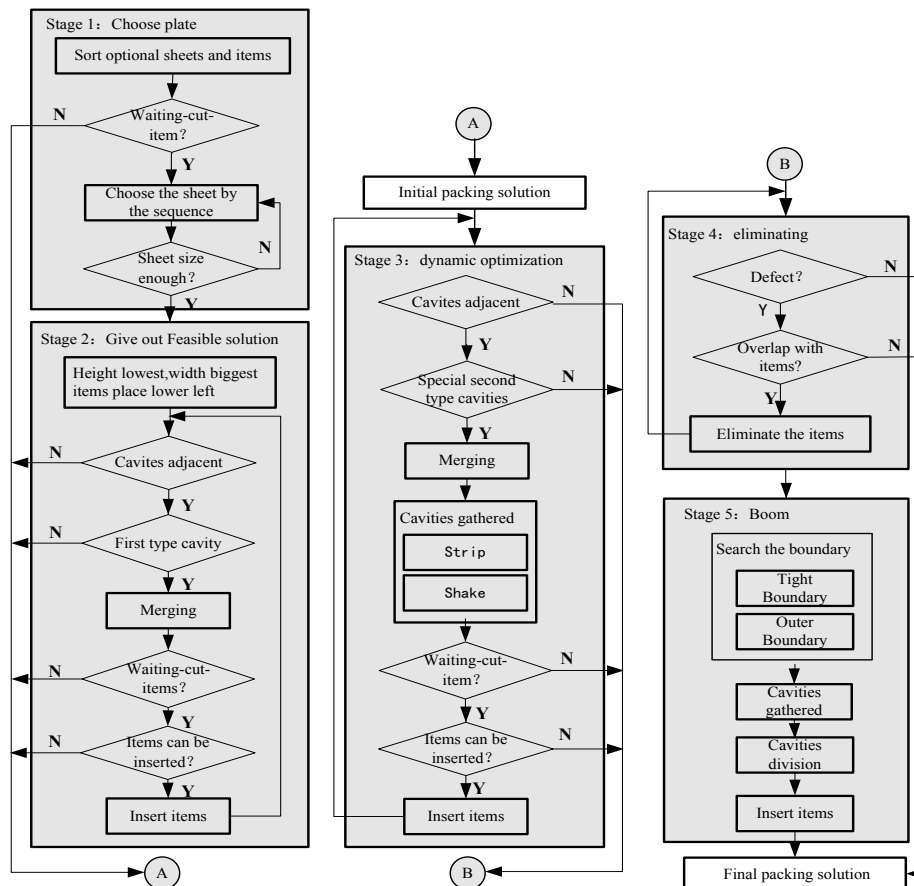 Stage 1：Choose plate
Sort optional sheets and items
N
Waiting-cut-
item？
Y
Choose the sheet by
the sequence
N
Sheet size
enough？
Y
Stage 2：Give out Feasible solution
Height lowest,width biggest
items place lower left
N
Cavites adjacent
Y
N
First type cavity
Y
Merging
N
Waiting-cut-
items？
Y
N
Items can be
inserted？
Y
Insert items
A
A
Initial packing solution
Stage 3：dynamic optimization
N
Cavites adjacent
Y
Special second
type cavities
N
Y
Merging
Cavities gathered
Strip
Shake
Waiting-cut-
item？
N
Y
Items can be
inserted？
N
Y
Insert items
B
B
Stage 4：eliminating
Defect？
N
Y
Overlap with
items？
N
Y
Eliminate the items
Stage 5：Boom
Search the boundary
Tight
Boundary
Outer
Boundary
Cavities
gathered
Cavities
division
Insert items
Final packing solution